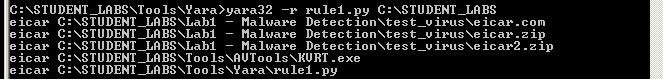 C:\STUDENT_LABS\Tools\Yara>yara32 -r rule1.py C:\STUDENT_LABS
eicar C:\STUDENT_LABS\Lab1 - Malware Detection\test_virus\eicar.com
eicar C:\STUDENT_LABS\Lab1 - Malware Detection\test_virus\eicar.zip
eicar C:\STUDENT_LABS\Lab1 - Malware Detection\test_virus\eicar2.zip
eicar C:\STUDENT_LABS\Tools\AVTools\KVRT.exe
eicar C:\STUDENT_LABS\Tools\Yara\rule1.py